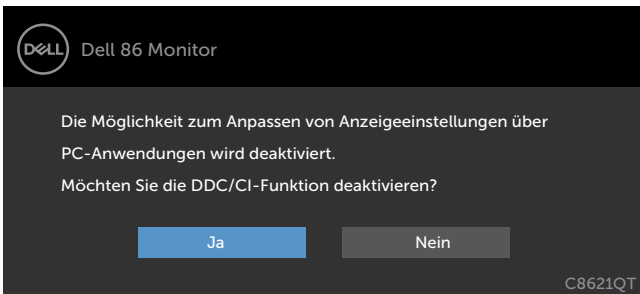 DELL Dell 86 Monitor
Die Möglichkeit zum Anpassen von Anzeigeeinstellungen über
PC-Anwendungen wird deaktiviert.
Möchten Sie die DDC/CI-Funktion deaktivieren?
Ja Nein
C8621QT